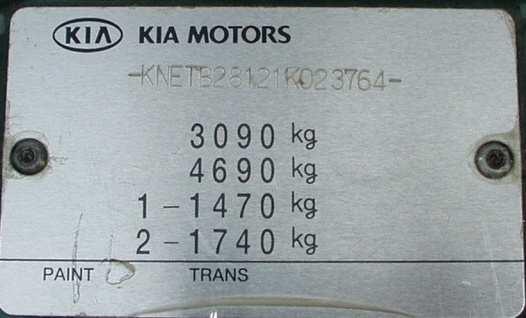 KIA KIA MOTORS
-KNETB28121K023764-
3090 kg
4690 kg
1-1470 kg
2-1740 kg
PAINT TRANS